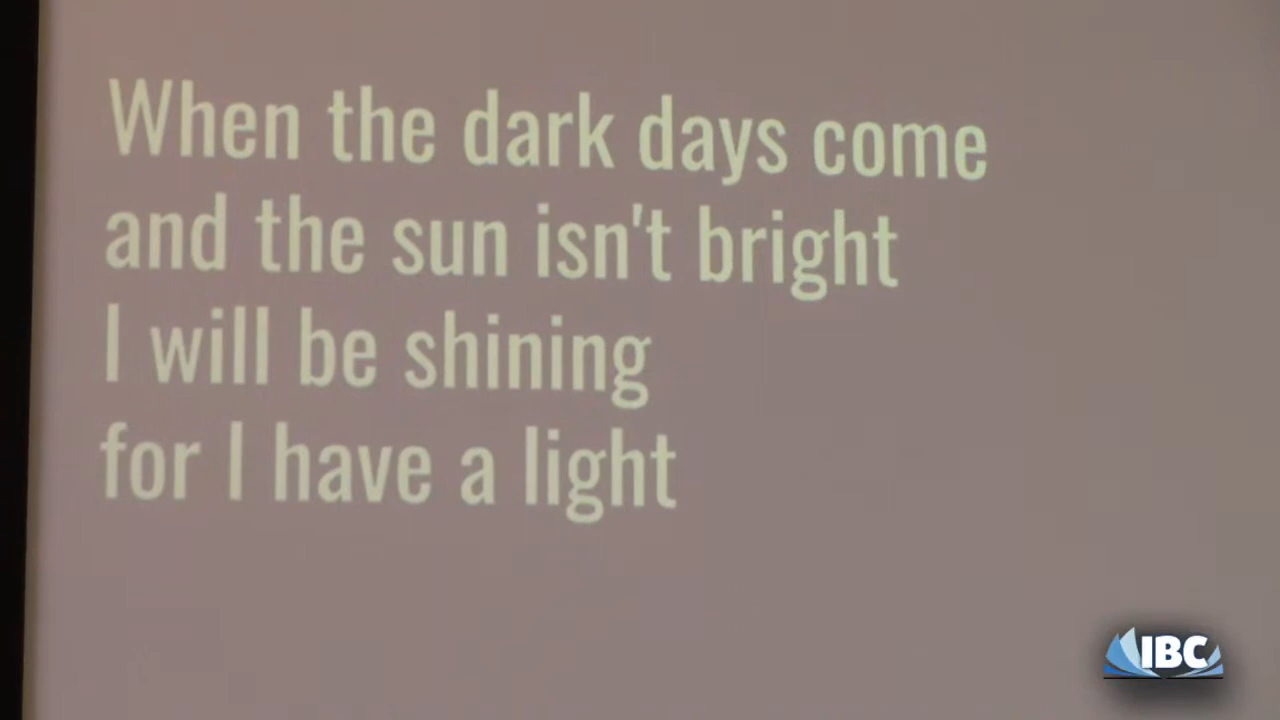 When the dark days come
and the sun isn't bright
I will be shining
for I have a light
IBC